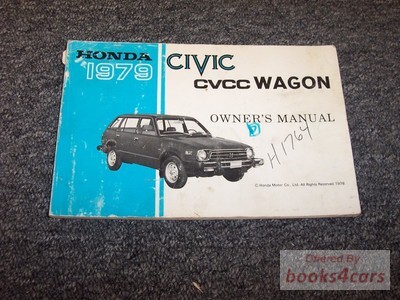 HONDA
1979
CIVIC
CVCC WAGON
OWNER'S MANUAL
H1764
© Honda Motor Co., Ltd. All Rights Reserved 1978
Offered By
books4cars